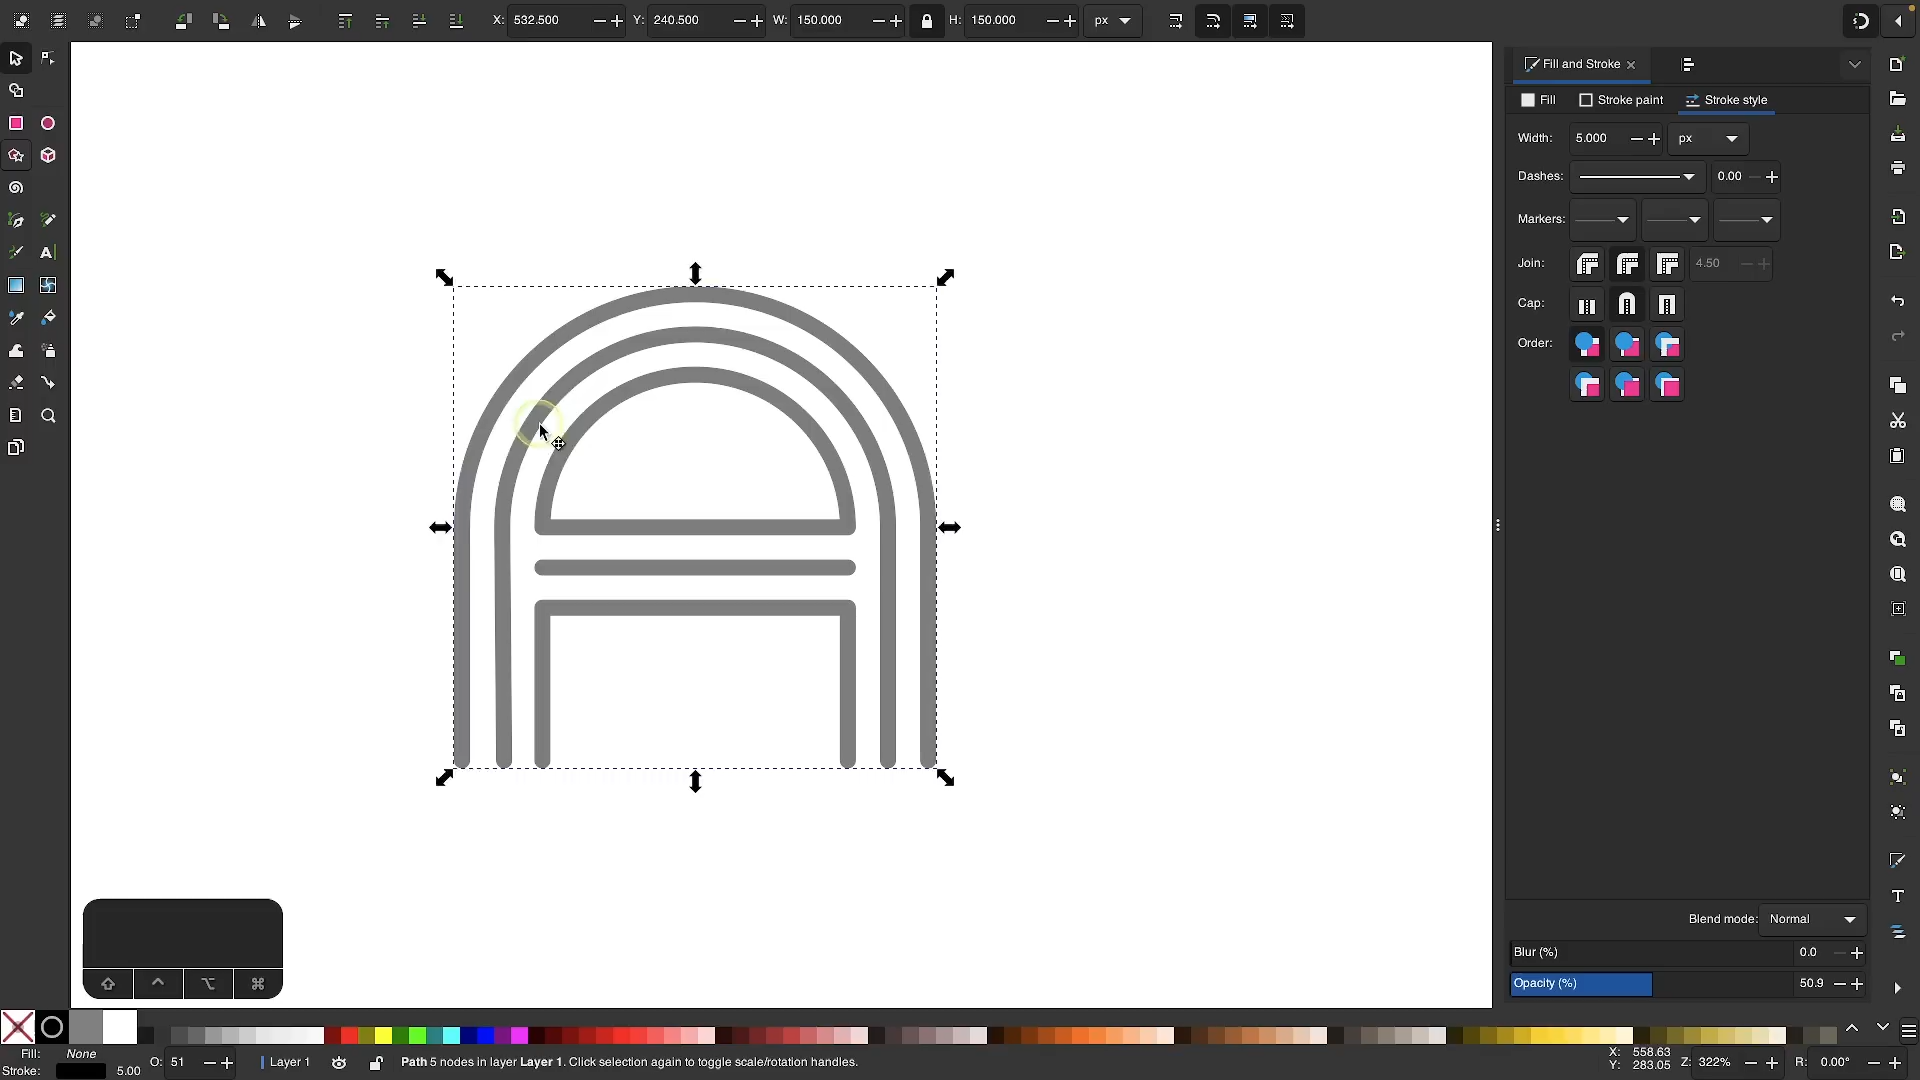 X: 532.500 Y: 240.500 W: 150.000 H: 150.000 px
Fill and Stroke
Fill Stroke paint Stroke style
Width: 5.000 px
Dashes: 0.00
Markers:
Join: 4.50
Cap:
Order:
Blend mode: Normal
Blur (%) 0.0
Opacity (%) 50.9
Fill: None
Stroke: 5.00
O: 51
Layer 1
Path 5 nodes in layer Layer 1. Click selection again to toggle scale/rotation handles.
X: 558.63
Y: 283.05
Z: 322%
R: 0.00°